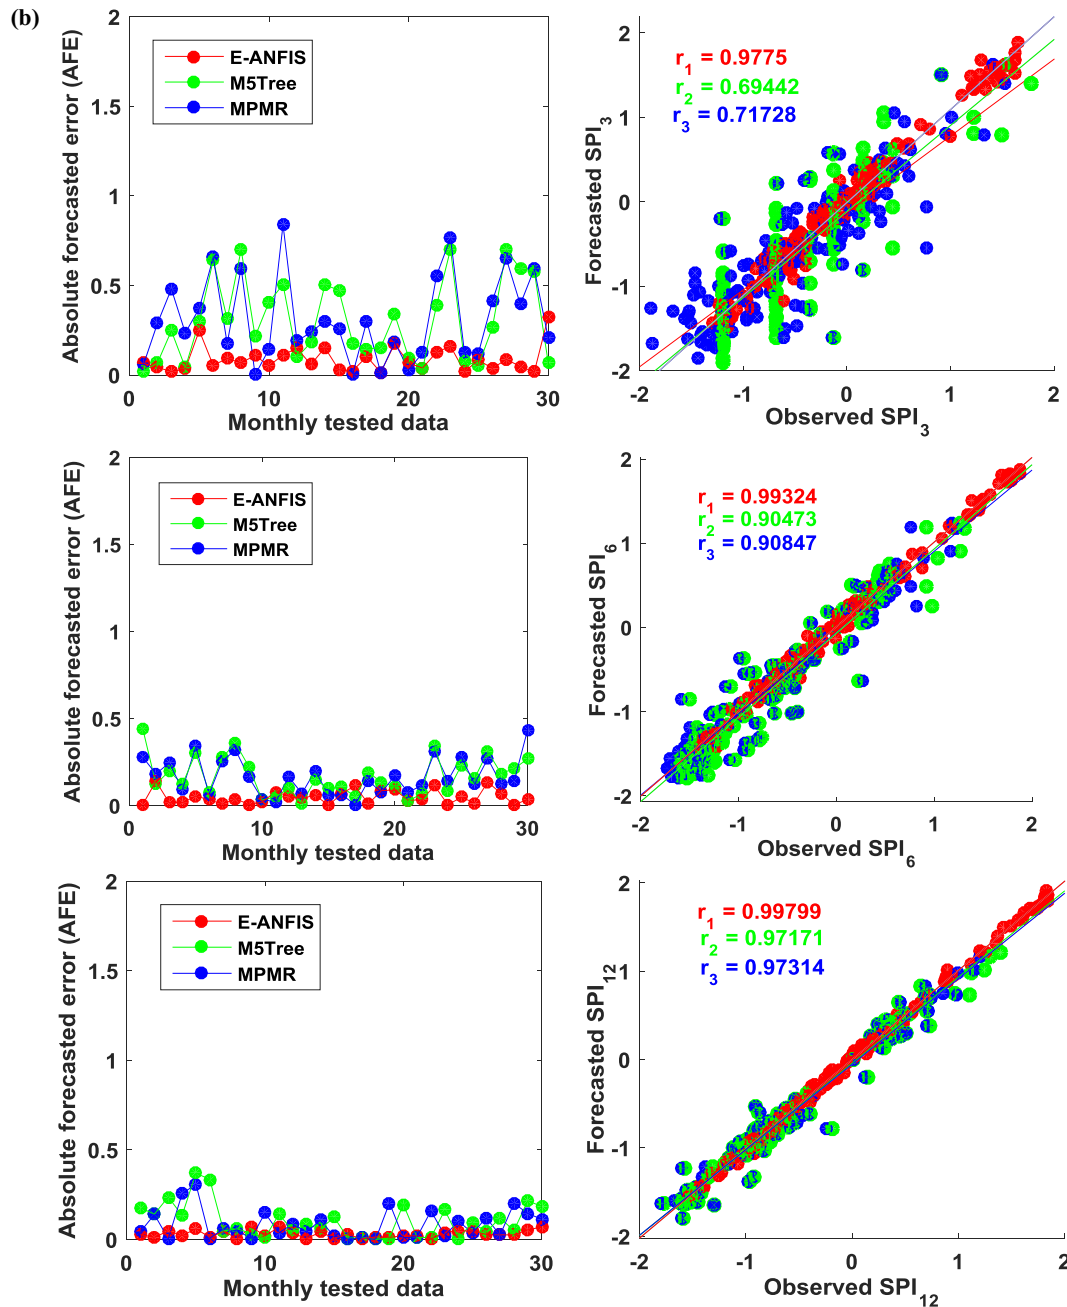 (b)
2
1.5
1
0.5
0
0
10
20
30
Absolute forecasted error (AFE)
Monthly tested data
E-ANFIS
M5Tree
MPMR
2
1
0
-1
-2
-2
-1
0
1
2
Forecasted SPI3
Observed SPI3
r1 = 0.9775
r2 = 0.69442
r3 = 0.71728
2
1.5
1
0.5
0
0
10
20
30
Absolute forecasted error (AFE)
Monthly tested data
E-ANFIS
M5Tree
MPMR
2
1
0
-1
-2
-2
-1
0
1
2
Forecasted SPI6
Observed SPI6
r1 = 0.99324
r2 = 0.90473
r3 = 0.90847
2
1.5
1
0.5
0
0
10
20
30
Absolute forecasted error (AFE)
Monthly tested data
E-ANFIS
M5Tree
MPMR
2
1
0
-1
-2
-2
-1
0
1
2
Forecasted SPI12
Observed SPI12
r1 = 0.99799
r2 = 0.97171
r3 = 0.97314